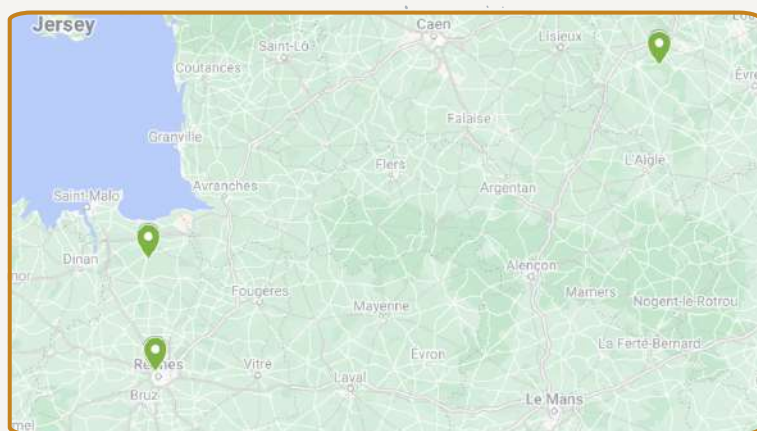 Jersey
Caen
Lisieux
Saint-Lô
Coutances
Falaise
Granville
Flers
L'Aigle
Argentan
Avranches
Saint-Malo
Dinan
Alençon
Fougères
Mamers
Nogent-le-Rotrou
Mayenne
La Ferté-Bernard
Évron
Rennes
Vitré
Laval
Bruz
Le Mans